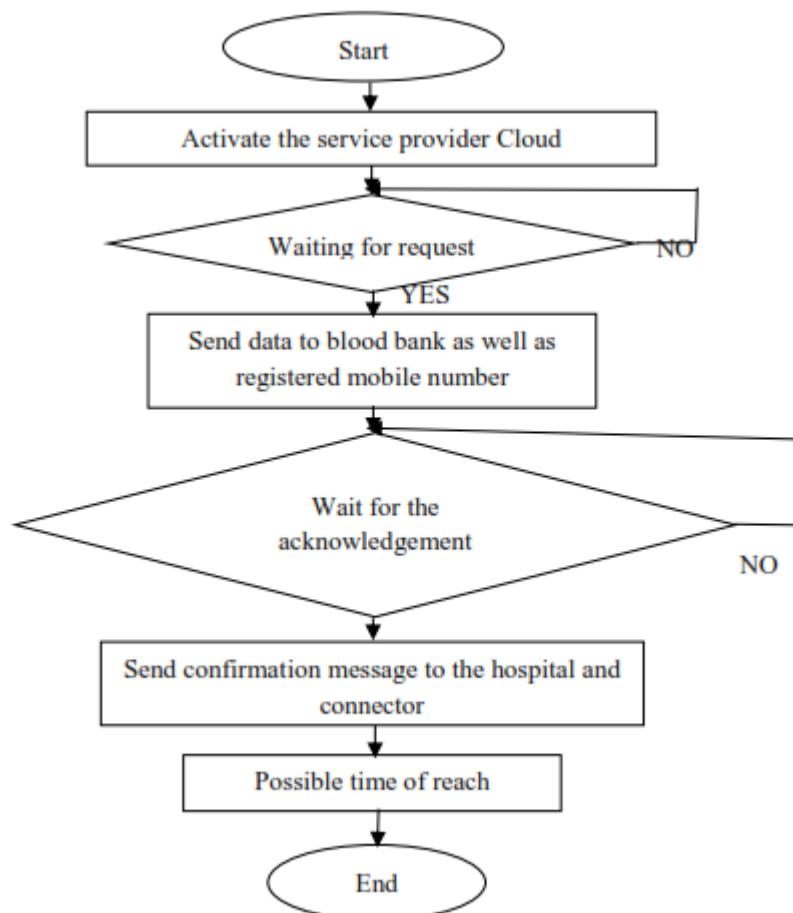 Start
Activate the service provider Cloud
Waiting for request
NO
YES
Send data to blood bank as well as
registered mobile number
Wait for the
acknowledgement
NO
Send confirmation message to the hospital and
connector
Possible time of reach
End